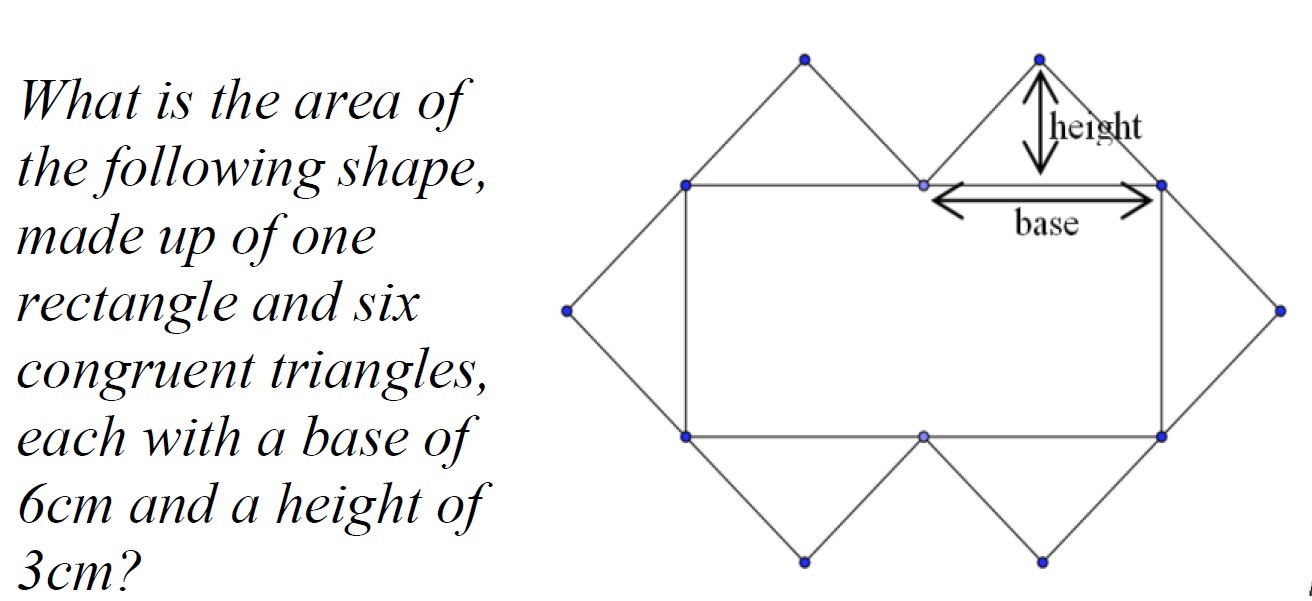 What is the area of
the following shape,
made up of one
rectangle and six
congruent triangles,
each with a base of
6cm and a height of
3cm?
height
base